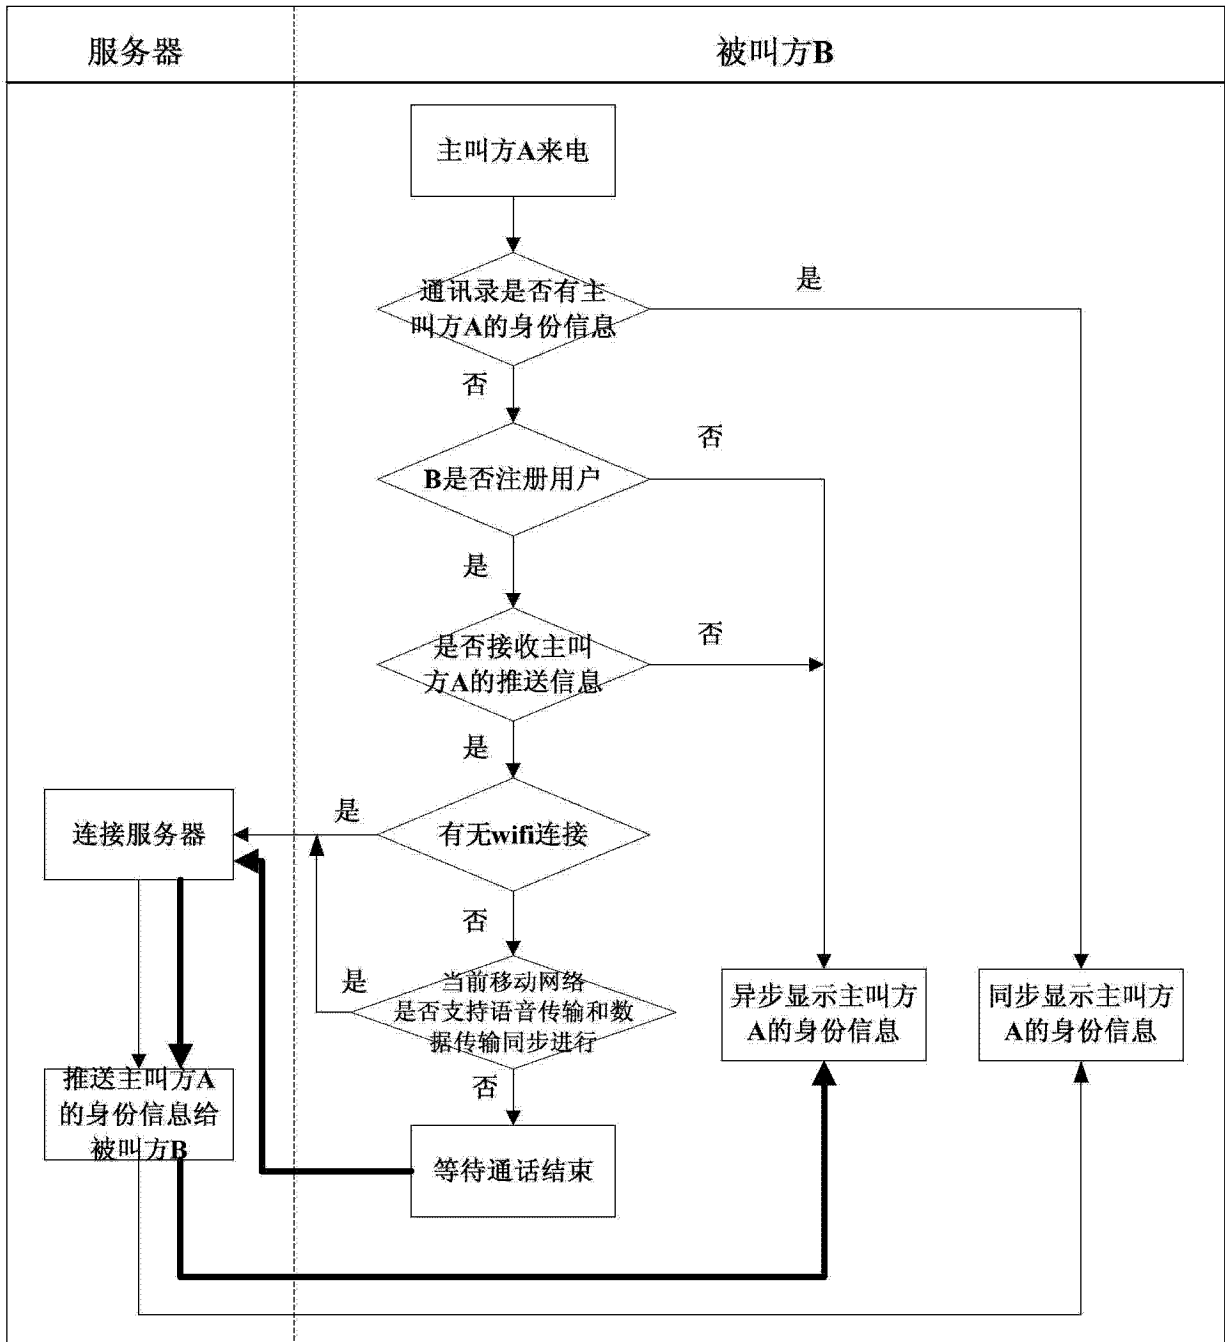 服务器
被叫方B
主叫方A来电
通讯录是否有主
叫方A的身份信息
是
否
B是否注册用户
否
是
是否接收主叫
方A的推送信息
否
是
连接服务器
是
有无wifi连接
否
当前移动网络
是否支持语音传输和数
据传输同步进行
是
异步显示主叫方
A的身份信息
同步显示主叫方
A的身份信息
否
推送主叫方A
的身份信息给
被叫方B
等待通话结束